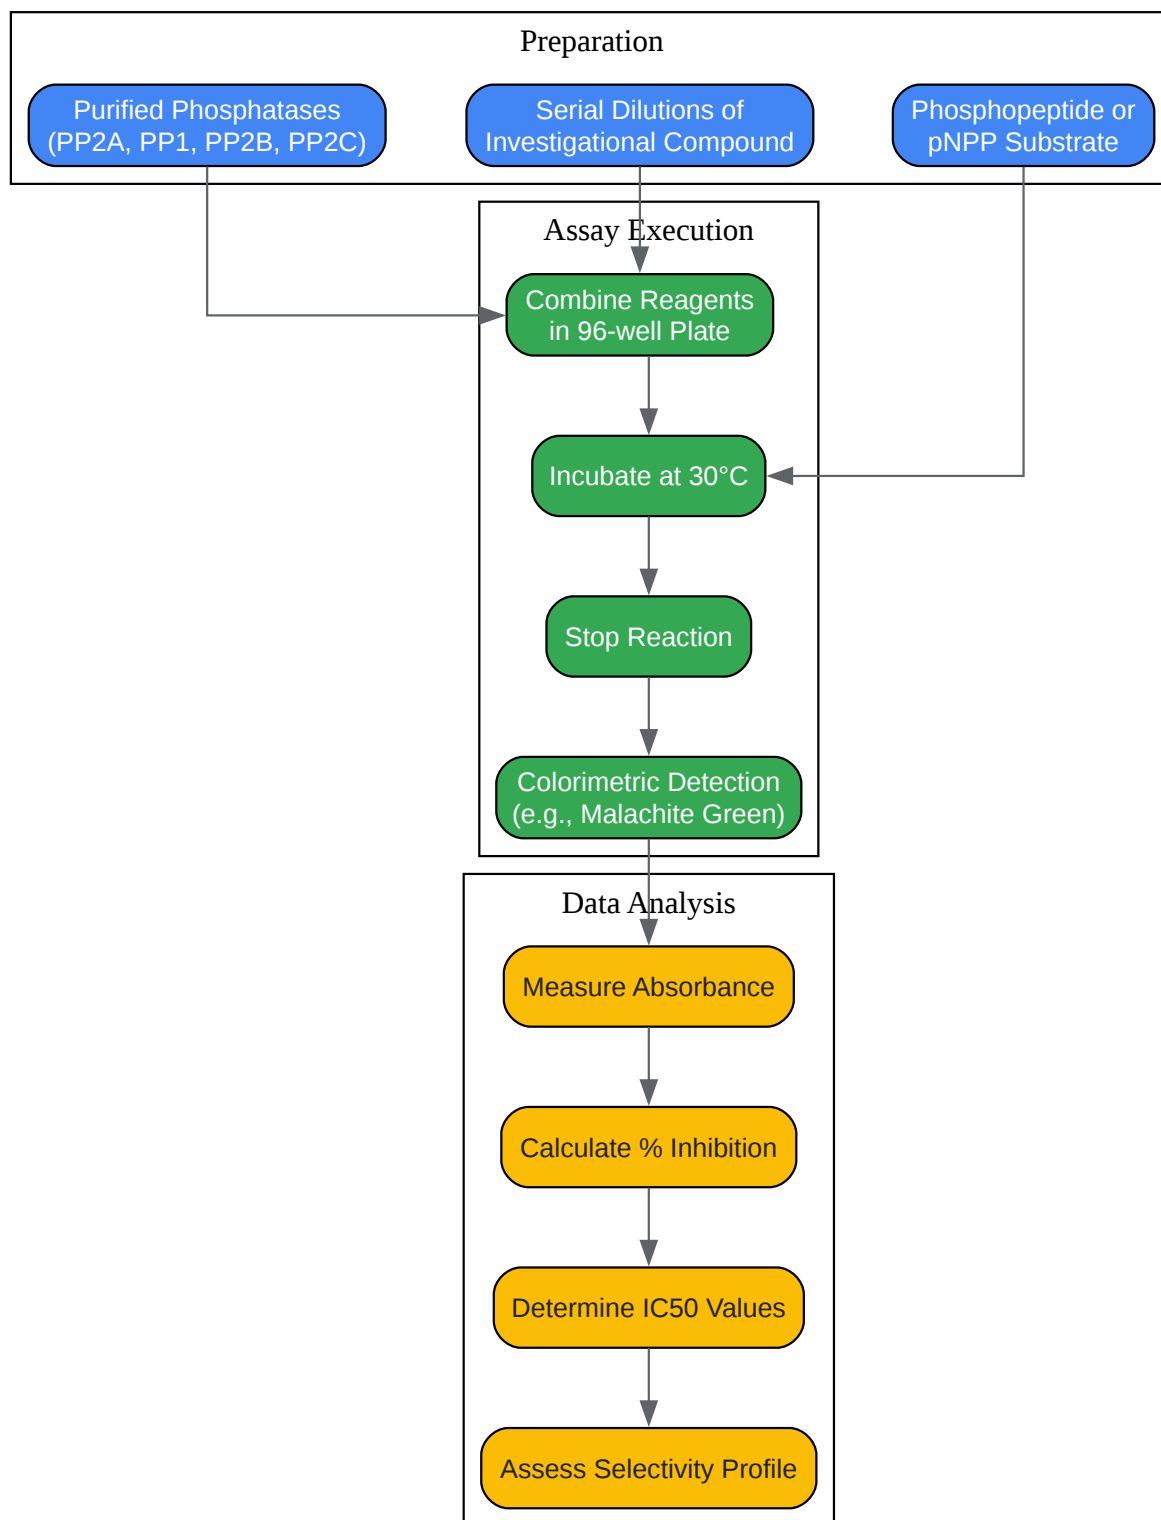 Preparation
Purified Phosphatases
(PP2A, PP1, PP2B, PP2C)
Serial Dilutions of
Investigational Compound
Phosphopeptide or
pNPP Substrate
Assay Execution
Combine Reagents
in 96-well Plate
Incubate at 30°C
Stop Reaction
Colorimetric Detection
(e.g., Malachite Green)
Data Analysis
Measure Absorbance
Calculate % Inhibition
Determine IC50 Values
Assess Selectivity Profile